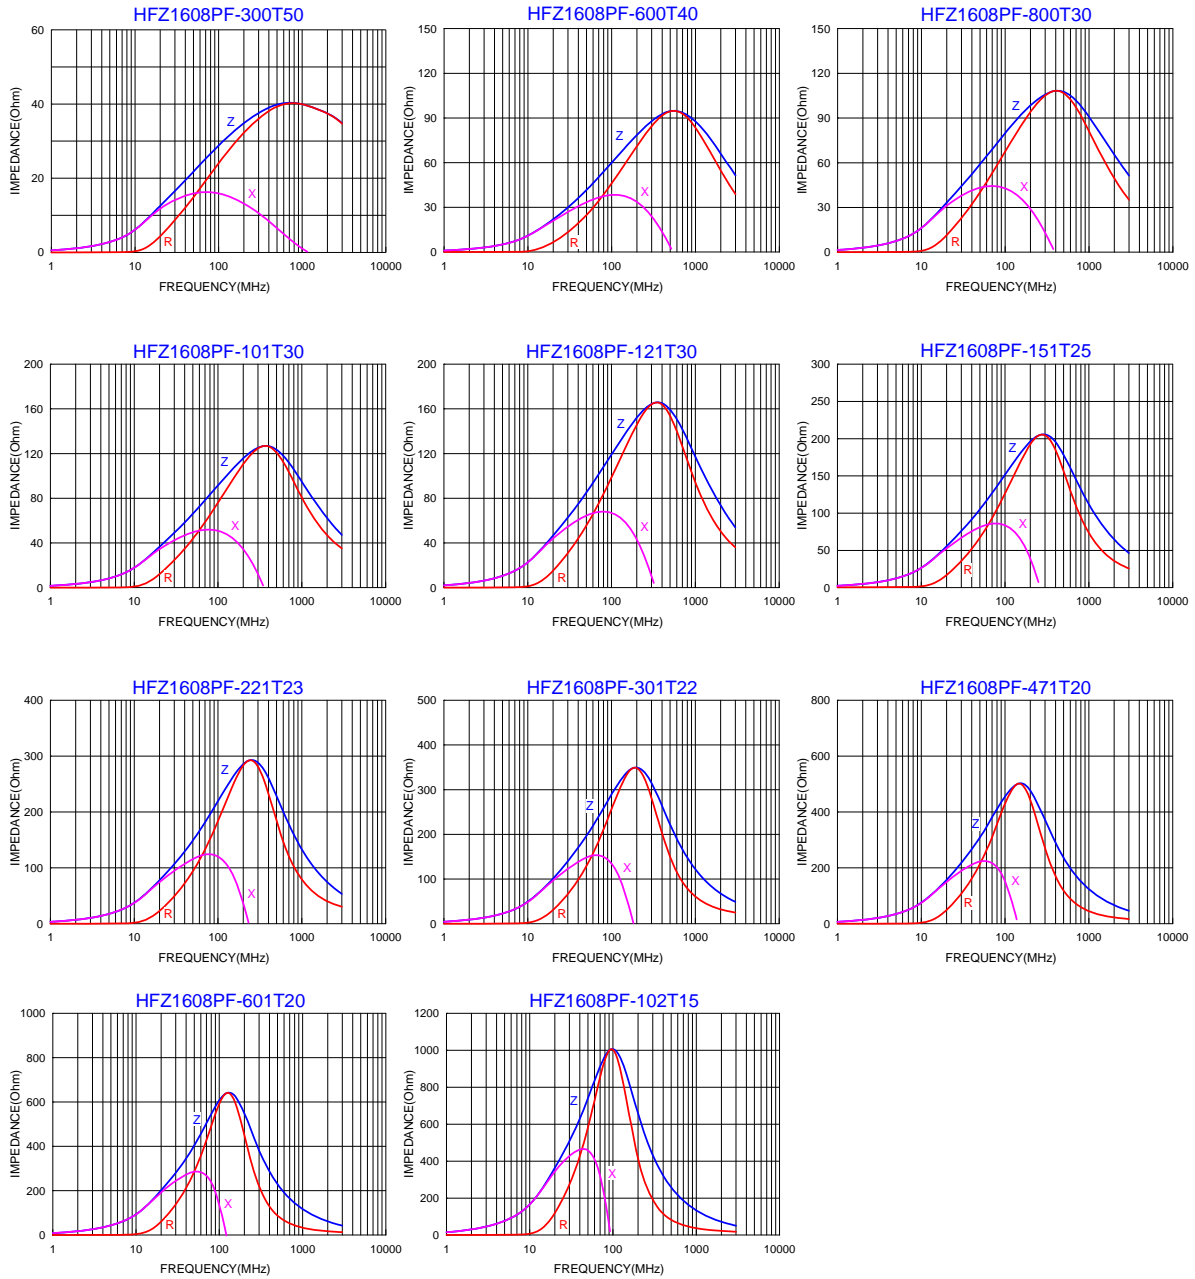 HFZ1608PF-300T50
IMPEDANCE(Ohm)
60
40
20
0
Z
X
R
1 10 100 1000 10000
FREQUENCY(MHz)
HFZ1608PF-600T40
IMPEDANCE(Ohm)
150
120
90
60
30
0
Z
X
R
1 10 100 1000 10000
FREQUENCY(MHz)
HFZ1608PF-800T30
IMPEDANCE(Ohm)
150
120
90
60
30
0
Z
X
R
1 10 100 1000 10000
FREQUENCY(MHz)
HFZ1608PF-101T30
IMPEDANCE(Ohm)
200
160
120
80
40
0
Z
X
R
1 10 100 1000 10000
FREQUENCY(MHz)
HFZ1608PF-121T30
IMPEDANCE(Ohm)
200
160
120
80
40
0
Z
X
R
1 10 100 1000 10000
FREQUENCY(MHz)
HFZ1608PF-151T25
IMPEDANCE(Ohm)
300
250
200
150
100
50
0
Z
X
R
1 10 100 1000 10000
FREQUENCY(MHz)
HFZ1608PF-221T23
IMPEDANCE(Ohm)
400
300
200
100
0
Z
X
R
1 10 100 1000 10000
FREQUENCY(MHz)
HFZ1608PF-301T22
IMPEDANCE(Ohm)
500
400
300
200
100
0
Z
X
R
1 10 100 1000 10000
FREQUENCY(MHz)
HFZ1608PF-471T20
IMPEDANCE(Ohm)
800
600
400
200
0
Z
X
R
1 10 100 1000 10000
FREQUENCY(MHz)
HFZ1608PF-601T20
IMPEDANCE(Ohm)
1000
800
600
400
200
0
Z
X
R
1 10 100 1000 10000
FREQUENCY(MHz)
HFZ1608PF-102T15
IMPEDANCE(Ohm)
1200
1000
800
600
400
200
0
Z
X
R
1 10 100 1000 10000
FREQUENCY(MHz)